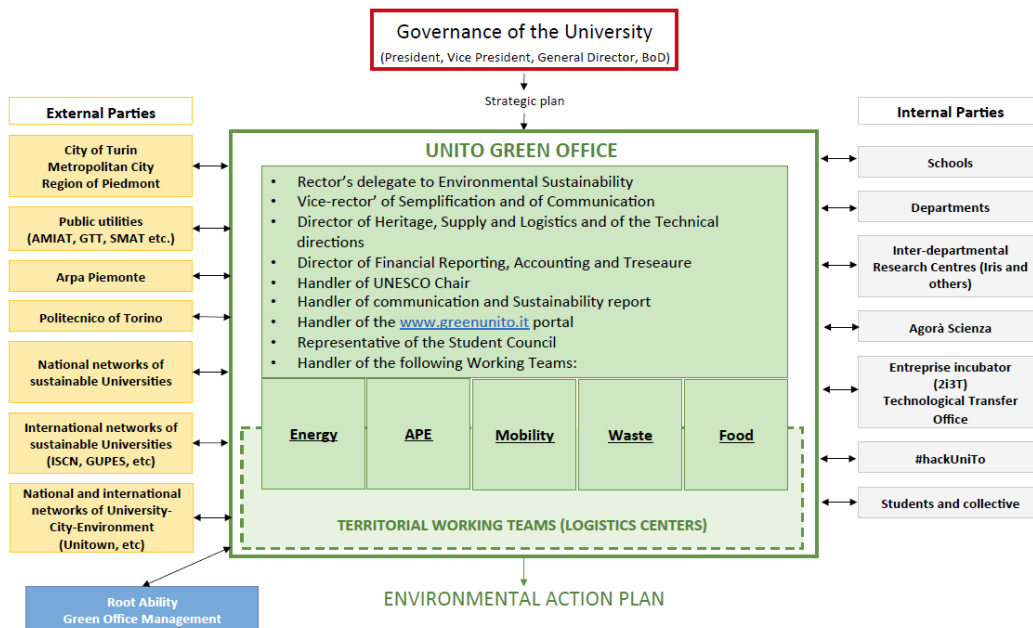 Governance of the University
(President, Vice President, General Director, BoD)
Strategic plan
External Parties
City of Turin
Metropolitan City
Region of Piedmont
Public utilities
(AMIAT, GTT, SMAT etc.)
Arpa Piemonte
Politecnico of Torino
National networks of
sustainable Universities
International networks of
sustainable Universities
(ISCN, GUPES, etc)
National and international
networks of University-
City-Environment
(Unitown, etc)
Root Ability
Green Office Management
UNITO GREEN OFFICE
• Rector's delegate to Environmental Sustainability
• Vice-rector' of Semplification and of Communication
• Director of Heritage, Supply and Logistics and of the Technical
directions
• Director of Financial Reporting, Accounting and Treseaure
• Handler of UNESCO Chair
• Handler of communication and Sustainability report
• Handler of the www.greenunito.it portal
• Representative of the Student Council
• Handler of the following Working Teams:
Energy
APE
Mobility
Waste
Food
TERRITORIAL WORKING TEAMS (LOGISTICS CENTERS)
ENVIRONMENTAL ACTION PLAN
Internal Parties
Schools
Departments
Inter-departmental
Research Centres (Iris and
others)
Agorà Scienza
Entreprise incubator
(2i3T)
Technological Transfer
Office
#hackUniTo
Students and collective